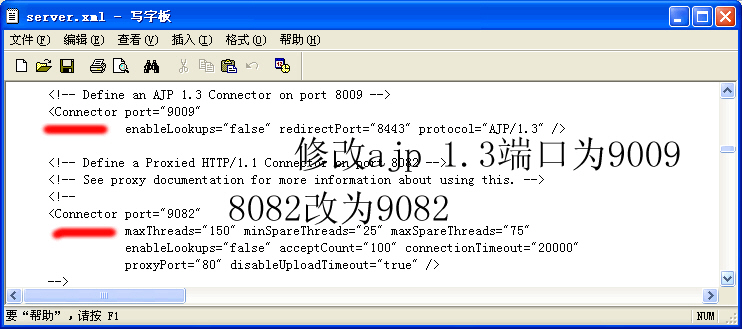 server.xml - 写字板
文件(F) 编辑(E) 查看(V) 插入(I) 格式(O) 帮助(H)
<!-- Define an AJP 1.3 Connector on port 8009 -->
<Connector port="9009"
enableLookups="false" redirectPort="8443" protocol="AJP/1.3" />
修改ajp 1.3端口为9009
<!-- Define a Proxied HTTP/1.1 Connector on port 8082 -->
<!-- See proxy documentation for more information about using this. -->
<!--
<Connector port="9082"
8082改为9082
maxThreads="150" minSpareThreads="25" maxSpareThreads="75"
enableLookups="false" acceptCount="100" connectionTimeout="20000"
proxyPort="80" disableUploadTimeout="true" />
-->
要“帮助”，请按 F1
NUM